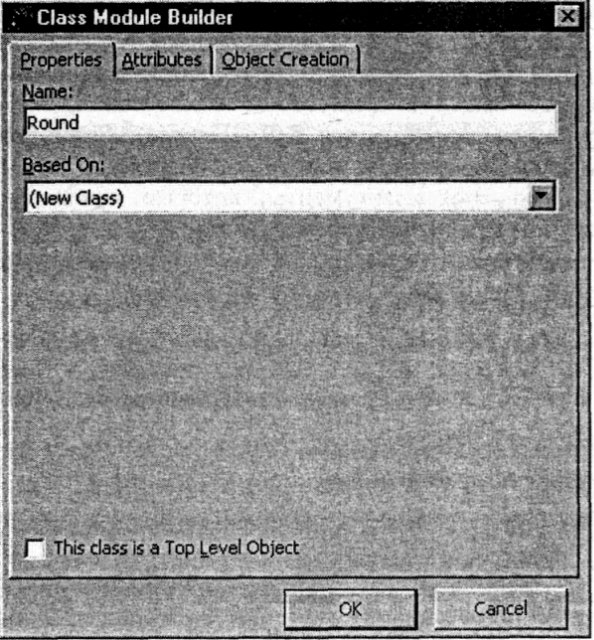 Class Module Builder
Properties Attributes Object Creation
Name:
Round
Based On:
(New Class)
This class is a Top Level Object
OK Cancel